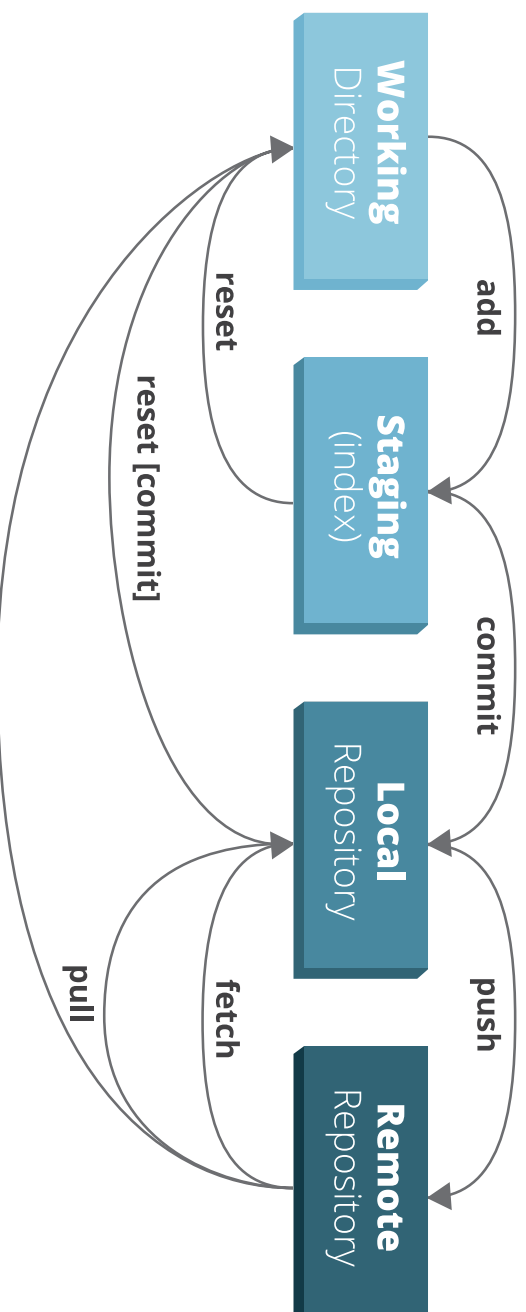 add
commit
push
Working
Directory
Staging
(index)
Local
Repository
Remote
Repository
reset
fetch
reset [commit]
pull